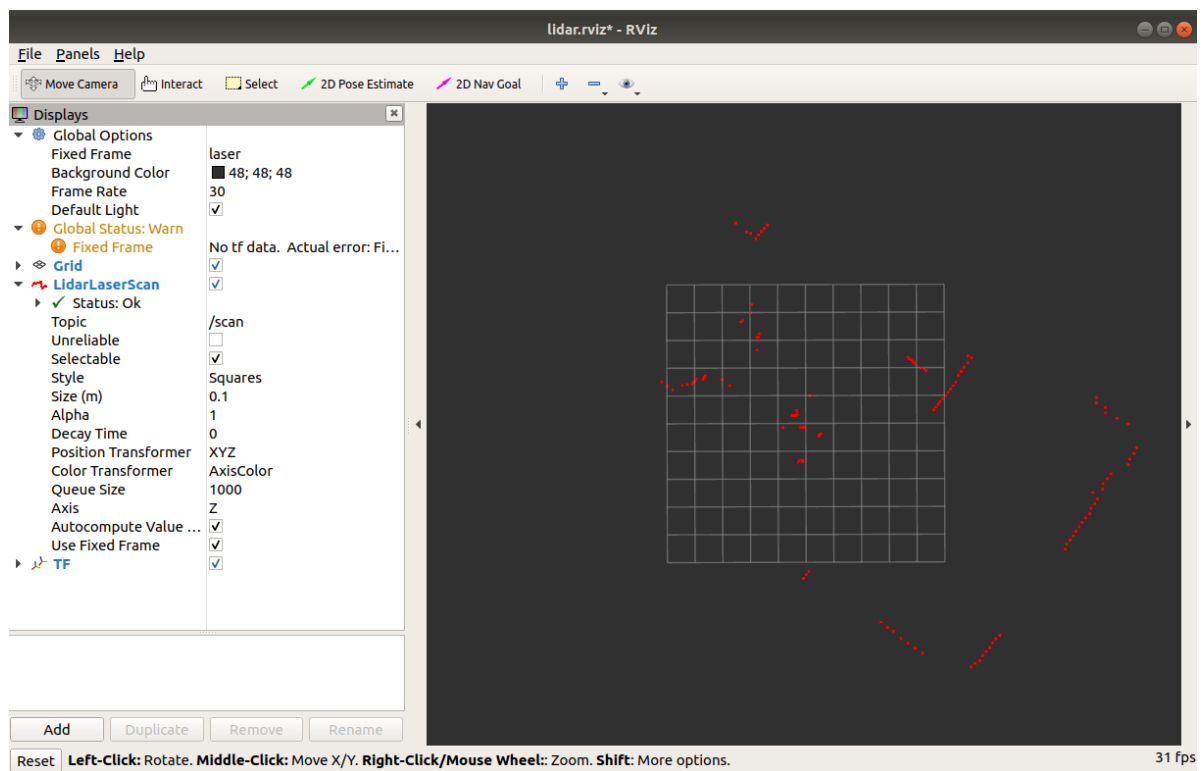 lidar.rviz* - RViz
File Panels Help
Move Camera Interact Select 2D Pose Estimate 2D Nav Goal
Displays
Global Options
Fixed Frame laser
Background Color 48; 48; 48
Frame Rate 30
Default Light
Global Status: Warn
Fixed Frame No tf data. Actual error: Fi...
Grid
LidarLaserScan
Status: Ok
Topic /scan
Unreliable
Selectable
Style Squares
Size (m) 0.1
Alpha 1
Decay Time 0
Position Transformer XYZ
Color Transformer AxisColor
Queue Size 1000
Axis Z
Autocompute Value ...
Use Fixed Frame
TF
Add Duplicate Remove Rename
Reset Left-Click: Rotate. Middle-Click: Move X/Y. Right-Click/Mouse Wheel:: Zoom. Shift: More options. 31 fps